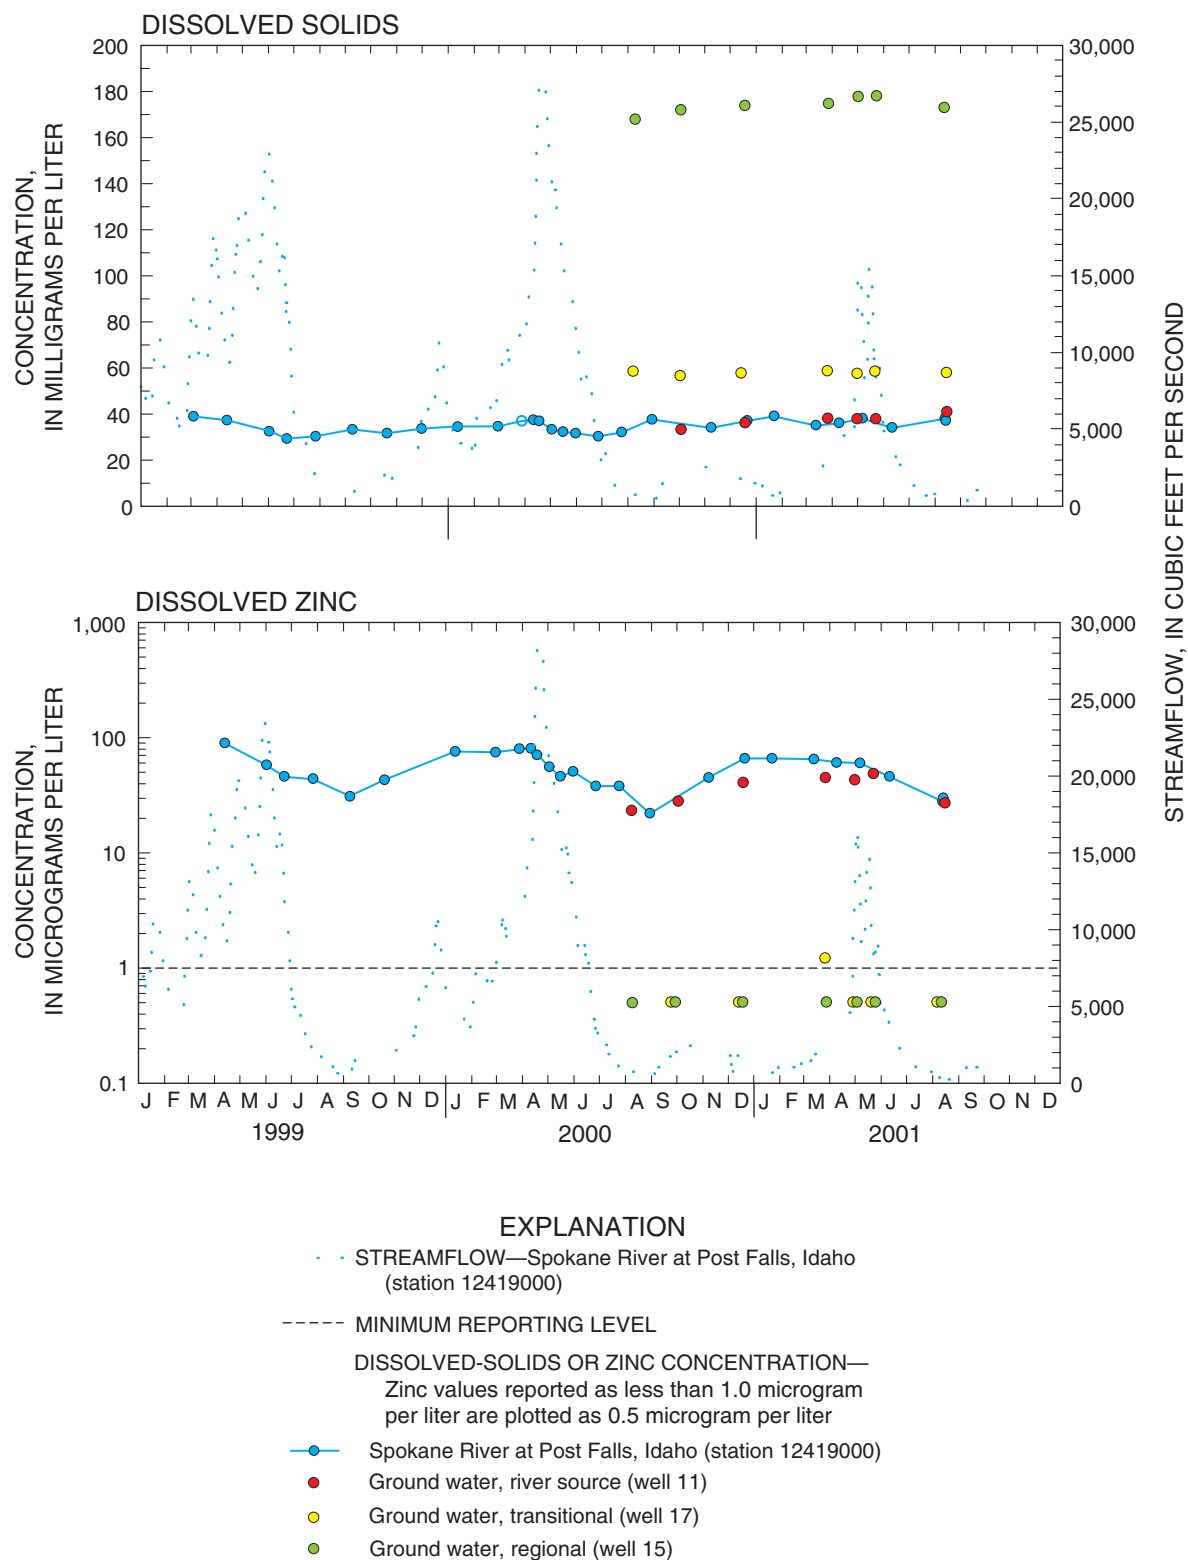 DISSOLVED SOLIDS
CONCENTRATION,
IN MILLIGRAMS PER LITER
200
180
160
140
120
100
80
60
40
20
0
30,000
25,000
20,000
15,000
10,000
5,000
0
STREAMFLOW, IN CUBIC FEET PER SECOND
DISSOLVED ZINC
CONCENTRATION,
IN MICROGRAMS PER LITER
1,000
100
10
1
0.1
30,000
25,000
20,000
15,000
10,000
5,000
0
J F M A M J J A S O N D J F M A M J J A S O N D J F M A M J J A S O N D
1999 2000 2001
EXPLANATION
STREAMFLOW—Spokane River at Post Falls, Idaho
(station 12419000)
MINIMUM REPORTING LEVEL
DISSOLVED-SOLIDS OR ZINC CONCENTRATION—
Zinc values reported as less than 1.0 microgram
per liter are plotted as 0.5 microgram per liter
Spokane River at Post Falls, Idaho (station 12419000)
Ground water, river source (well 11)
Ground water, transitional (well 17)
Ground water, regional (well 15)